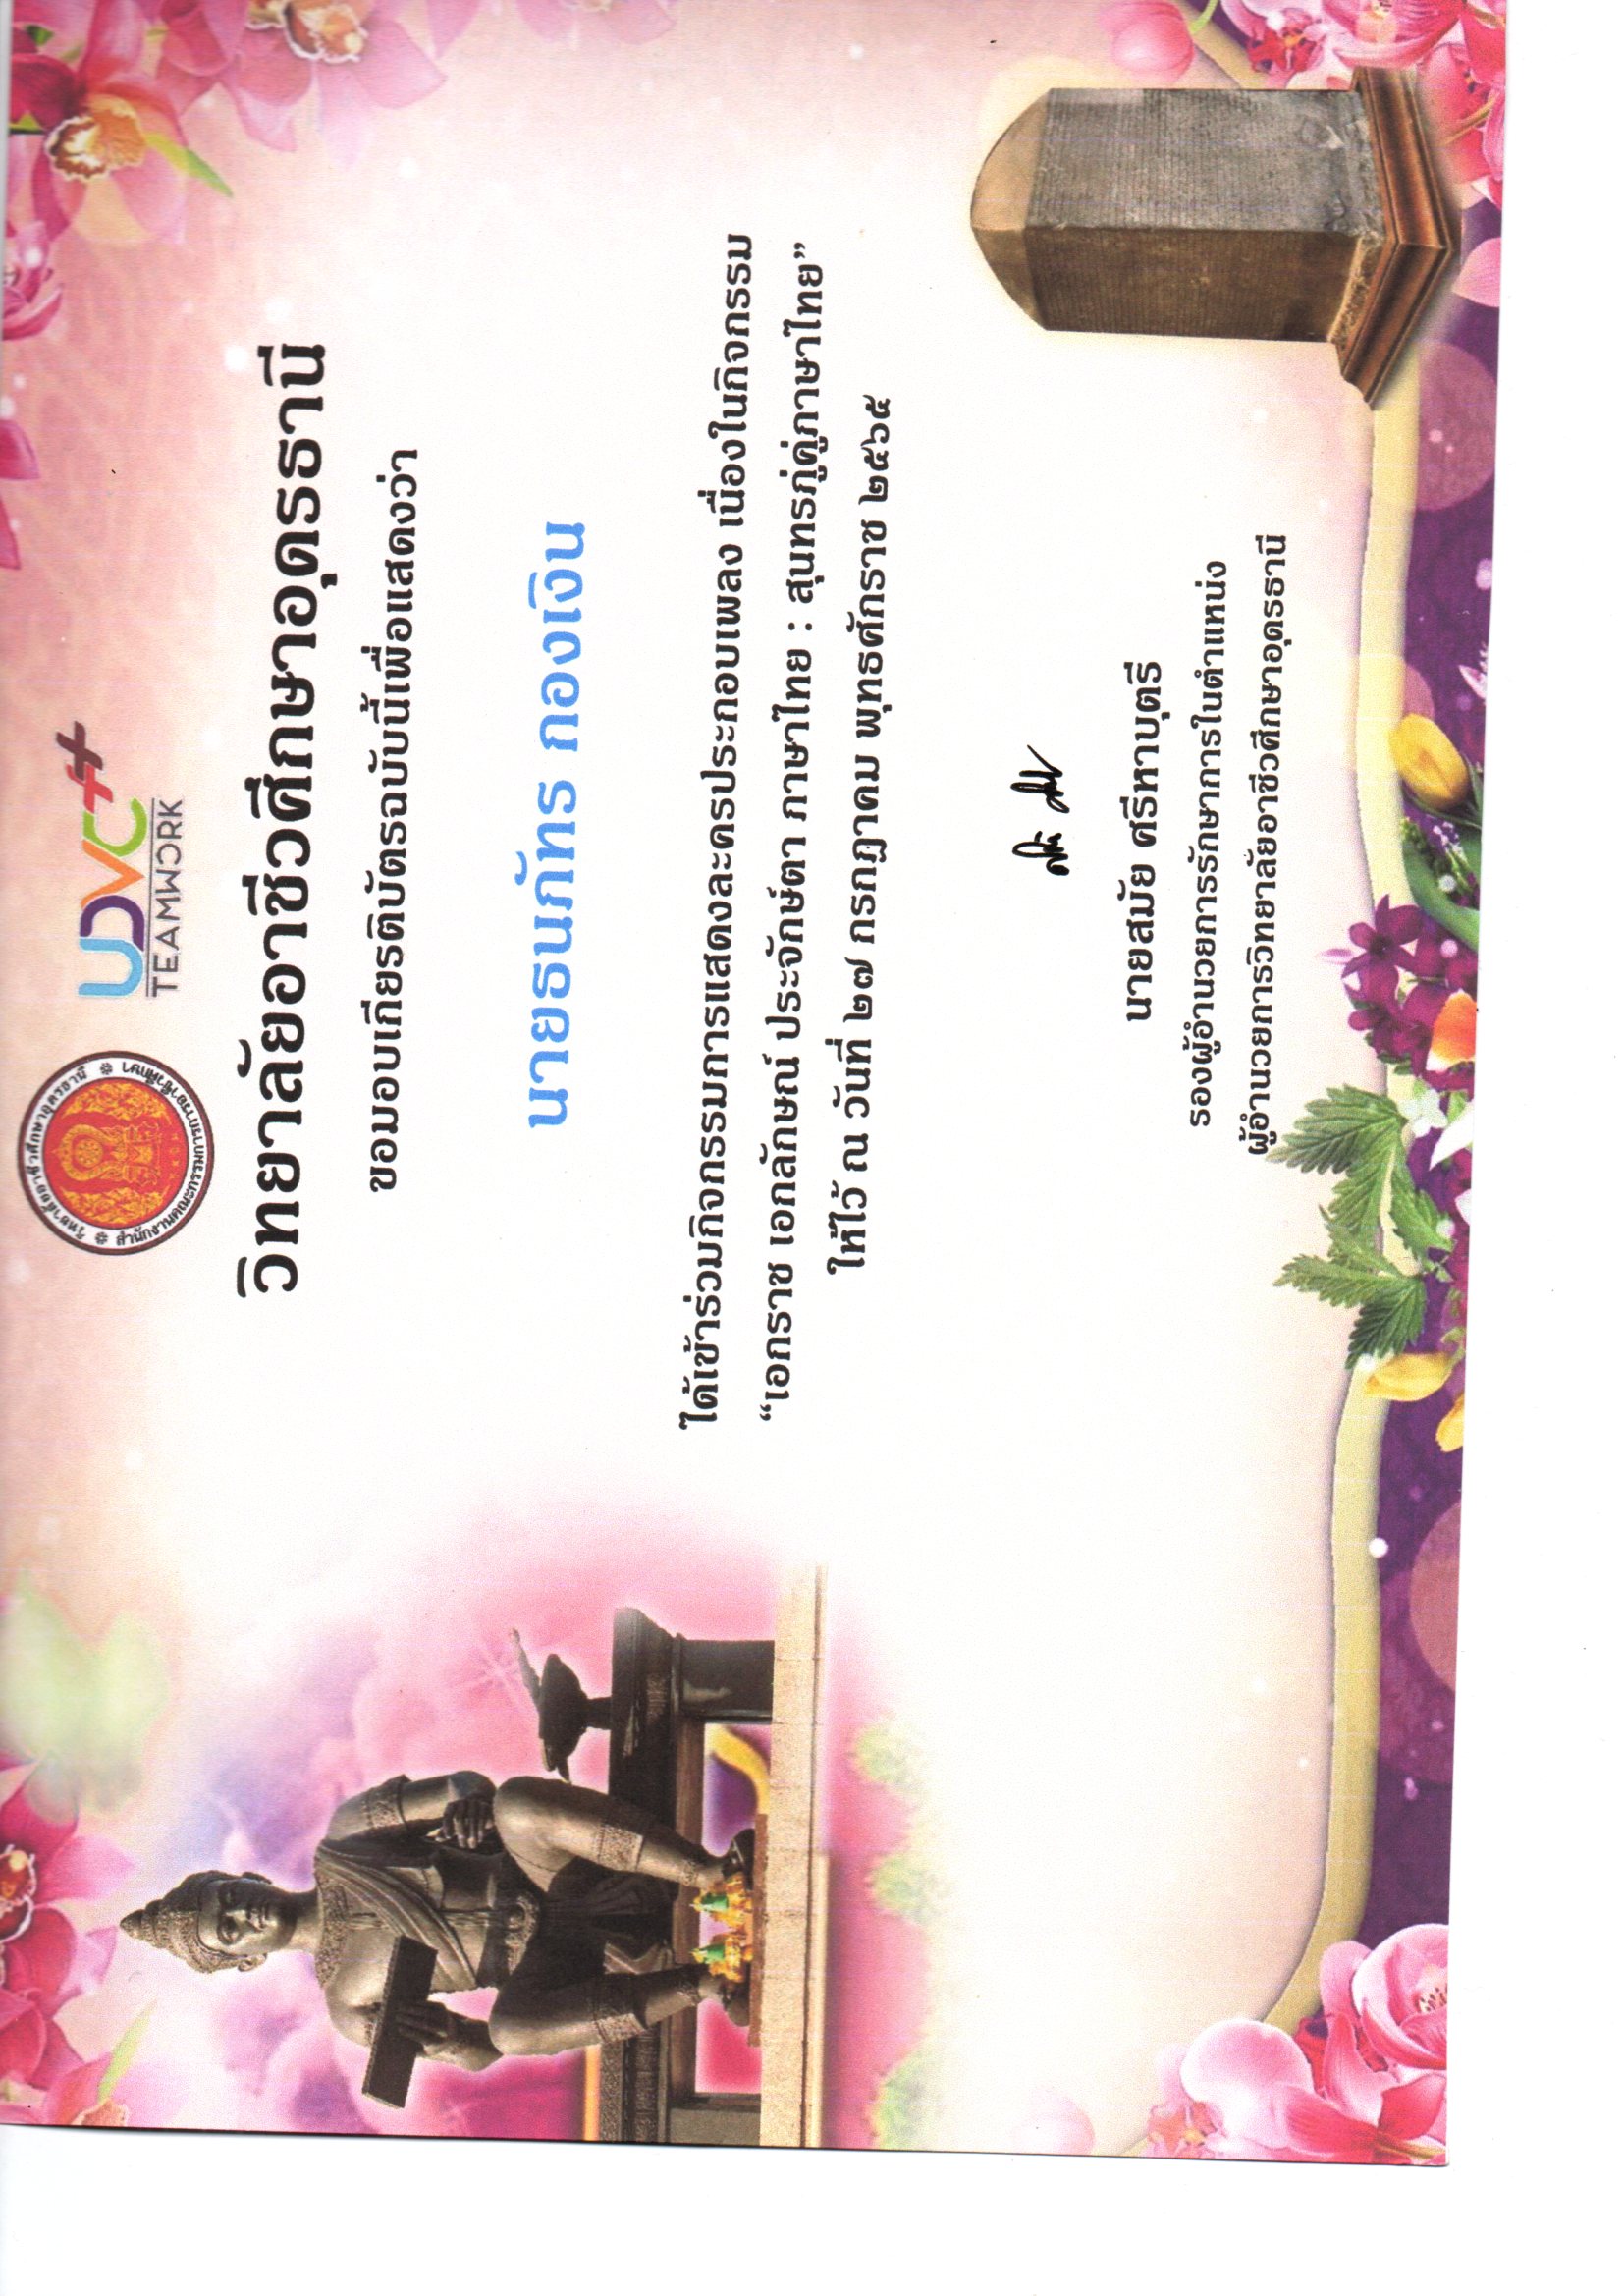 วิทยาลัยอาชีวศึกษาอุดรธานี
สำนักงานคณะกรรมการการอาชีวศึกษา
UDVC++
TEAMWORK
วิทยาลัยอาชีวศึกษาอุดรธานี
ขอมอบเกียรติบัตรฉบับนี้เพื่อแสดงว่า
นายธนภัทร กองเงิน
ได้เข้าร่วมกิจกรรมการแสดงละครประกอบเพลง เนื่องในกิจกรรม
“เอกราช เอกลักษณ์ ประจักษ์ตา ภาษาไทย : สุนทรภู่คู่ภาษาไทย”
ให้ไว้ ณ วันที่ ๒๗ กรกฎาคม พุทธศักราช ๒๕๖๕
นายสมัย ศรีหาบุตรี
รองผู้อำนวยการรักษาการในตำแหน่ง
ผู้อำนวยการวิทยาลัยอาชีวศึกษาอุดรธานี